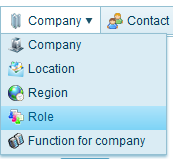 Company Contact
Company
Location
Region
Role
Function for company